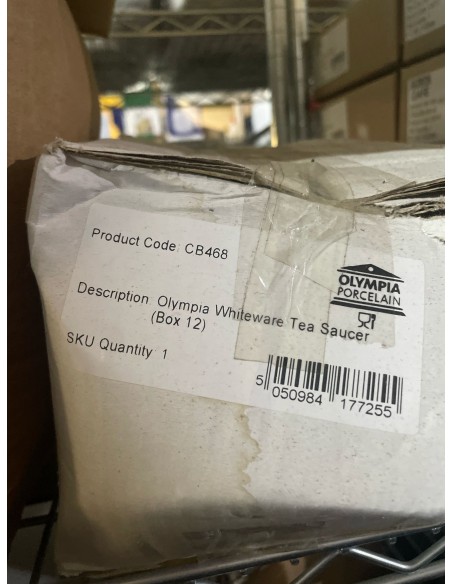 Product Code: CB468
OLYMPIA
PORCELAIN
Description Olympia Whiteware Tea Saucer
(Box 12)
SKU Quantity 1
5 050984 177255